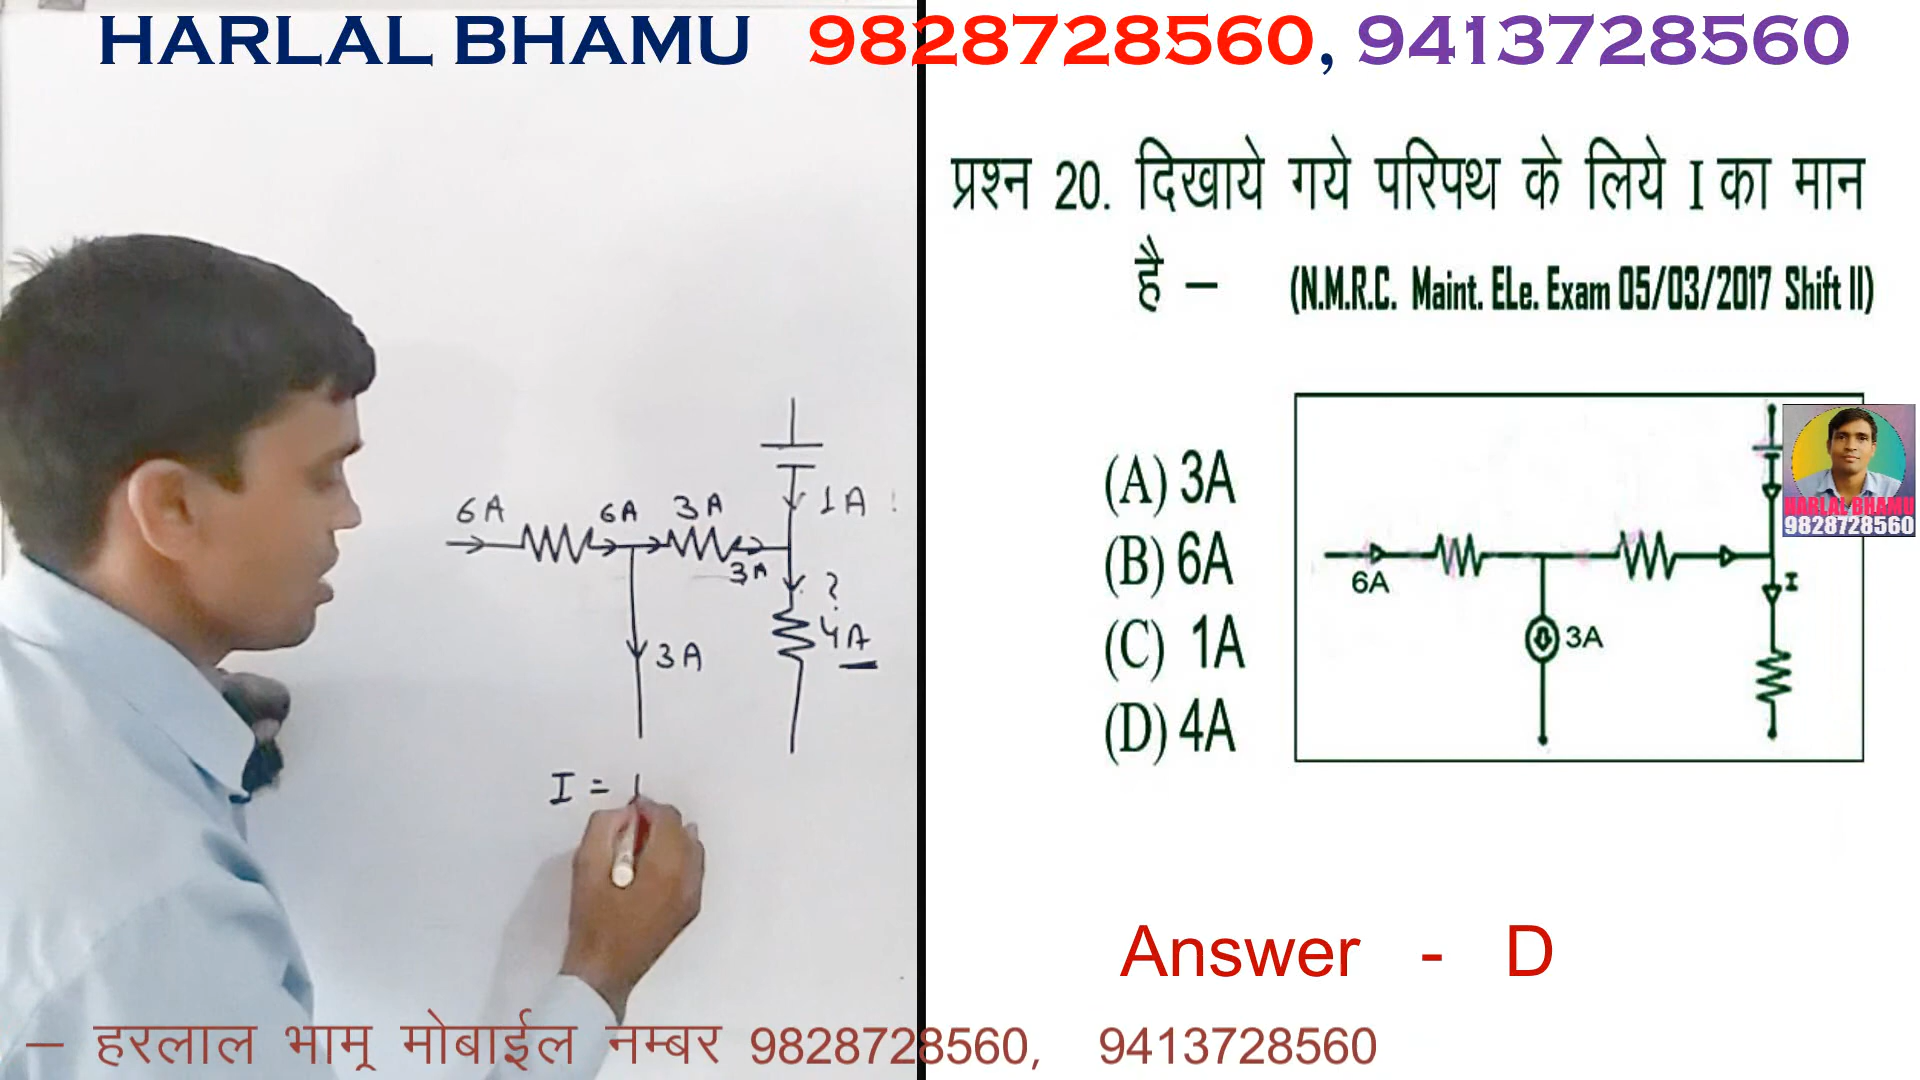 HARLAL BHAMU 9828728560, 9413728560
प्रश्न 20. दिखाये गये परिपथ के लिये I का मान
है – (N.M.R.C. Maint. ELe. Exam 05/03/2017 Shift II)
(A) 3A
(B) 6A
(C) 1A
(D) 4A
6A
3A
I
HARLAL BHAMU
9828728560
6A 6A 3A 1A
3A
?
3A 4A
I =
Answer - D
– हरलाल भामू मोबाईल नम्बर 9828728560, 9413728560